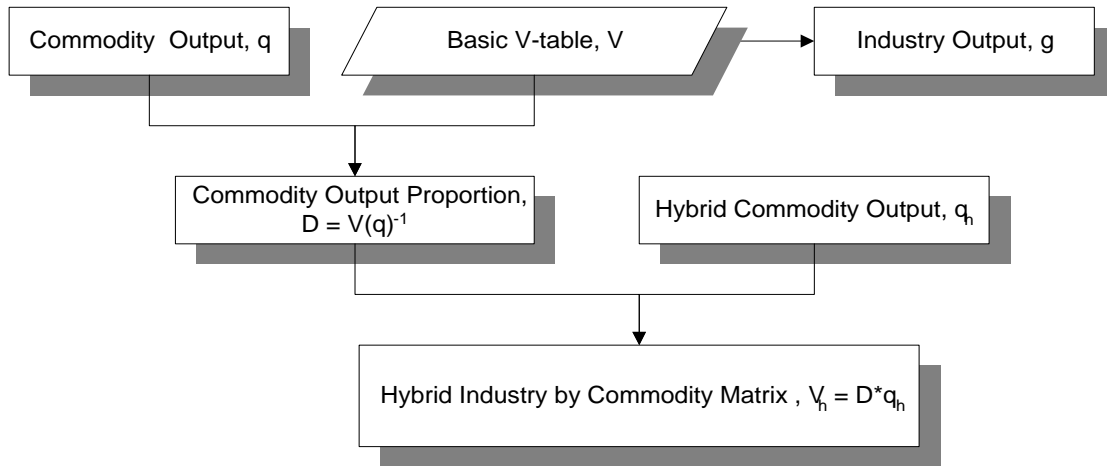 Commodity Output, q
Basic V-table, V
Industry Output, g
Commodity Output Proportion,
D = V(q)⁻¹
Hybrid Commodity Output, qₕ
Hybrid Industry by Commodity Matrix , Vₕ = D*qₕ